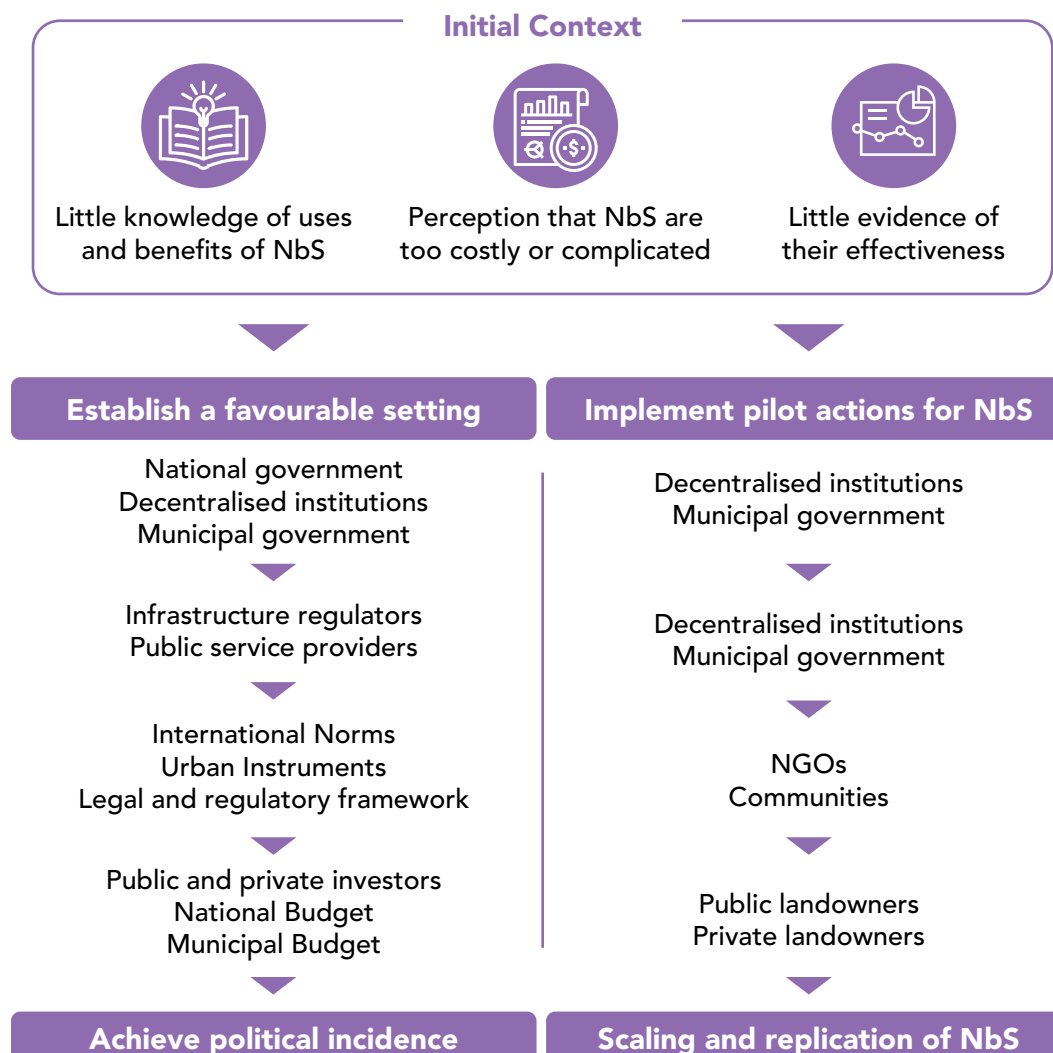 Initial Context
Little knowledge of uses
and benefits of NbS
Perception that NbS are
too costly or complicated
$
Little evidence of
their effectiveness
Establish a favourable setting
National government
Decentralised institutions
Municipal government
Infrastructure regulators
Public service providers
International Norms
Urban Instruments
Legal and regulatory framework
Public and private investors
National Budget
Municipal Budget
Achieve political incidence
Implement pilot actions for NbS
Decentralised institutions
Municipal government
Decentralised institutions
Municipal government
NGOs
Communities
Public landowners
Private landowners
Scaling and replication of NbS